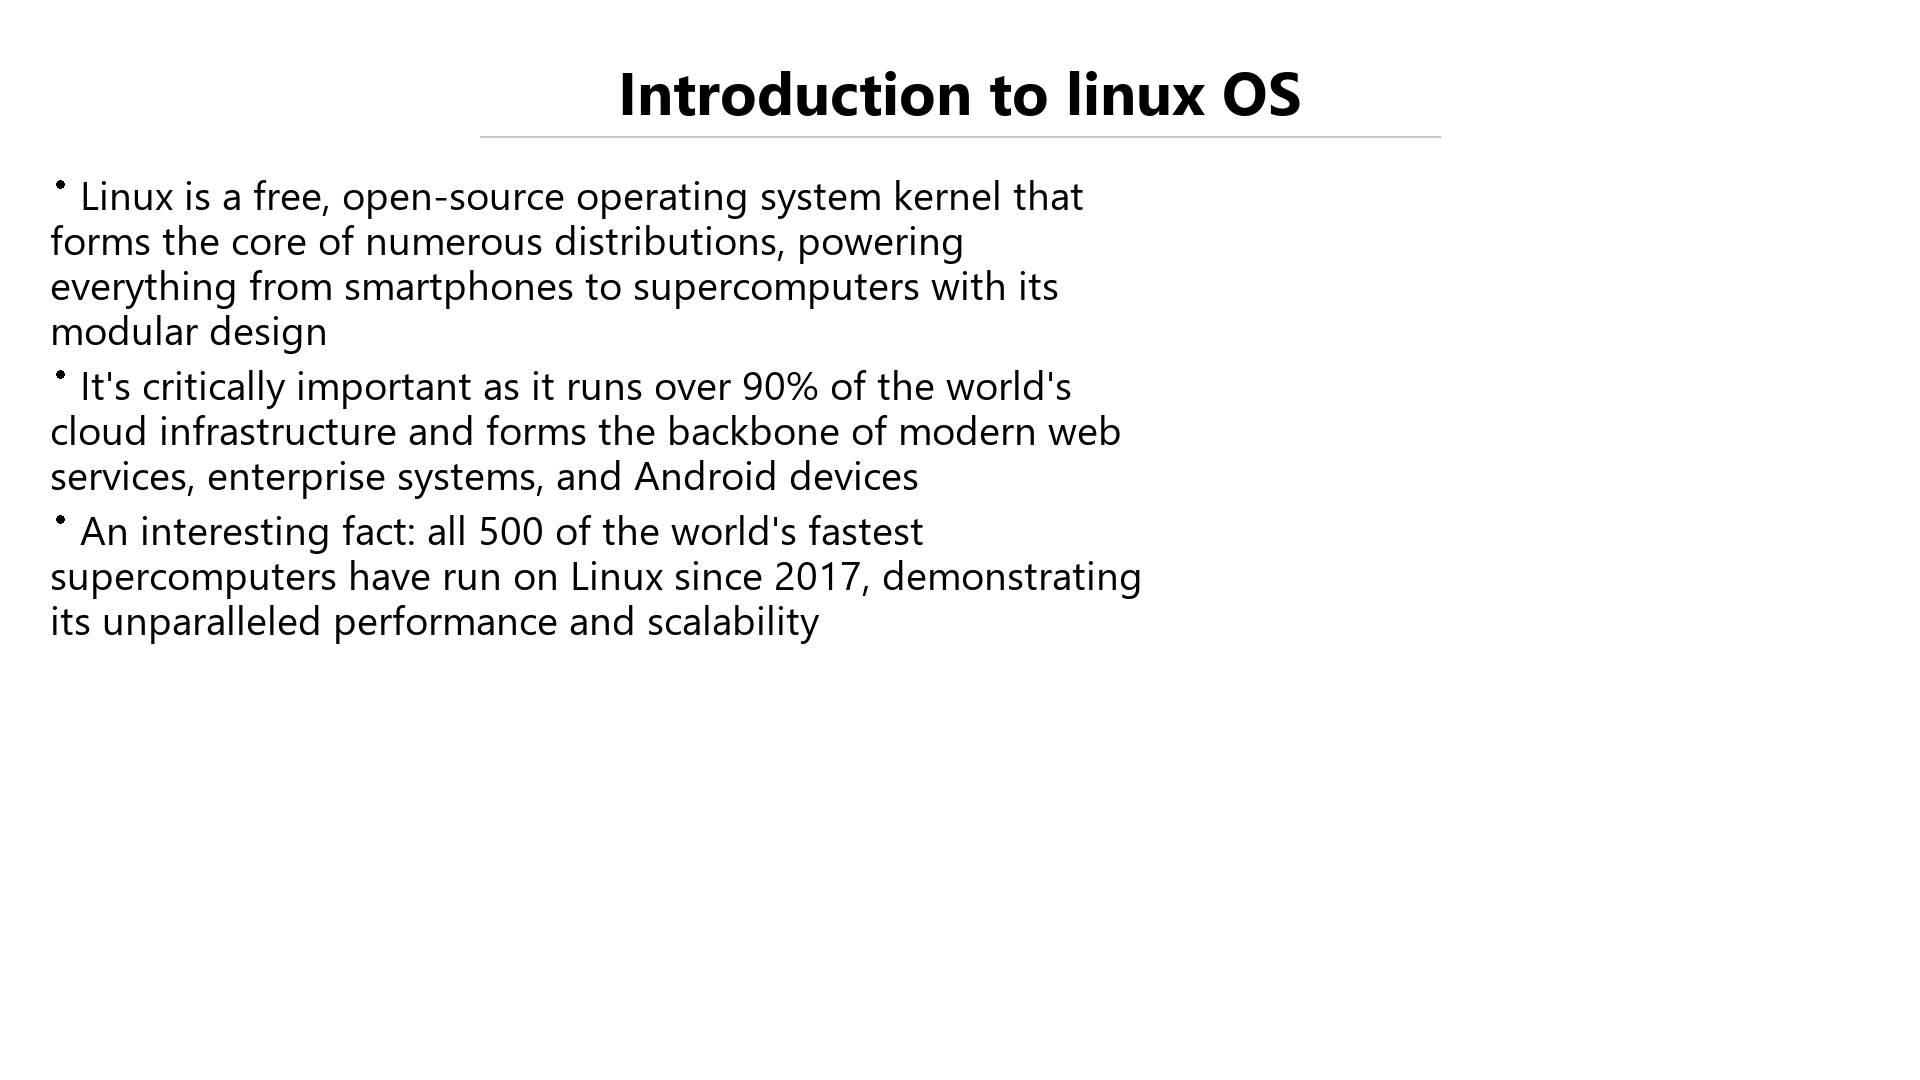 Introduction to linux OS
• Linux is a free, open-source operating system kernel that
forms the core of numerous distributions, powering
everything from smartphones to supercomputers with its
modular design
• It's critically important as it runs over 90% of the world's
cloud infrastructure and forms the backbone of modern web
services, enterprise systems, and Android devices
• An interesting fact: all 500 of the world's fastest
supercomputers have run on Linux since 2017, demonstrating
its unparalleled performance and scalability